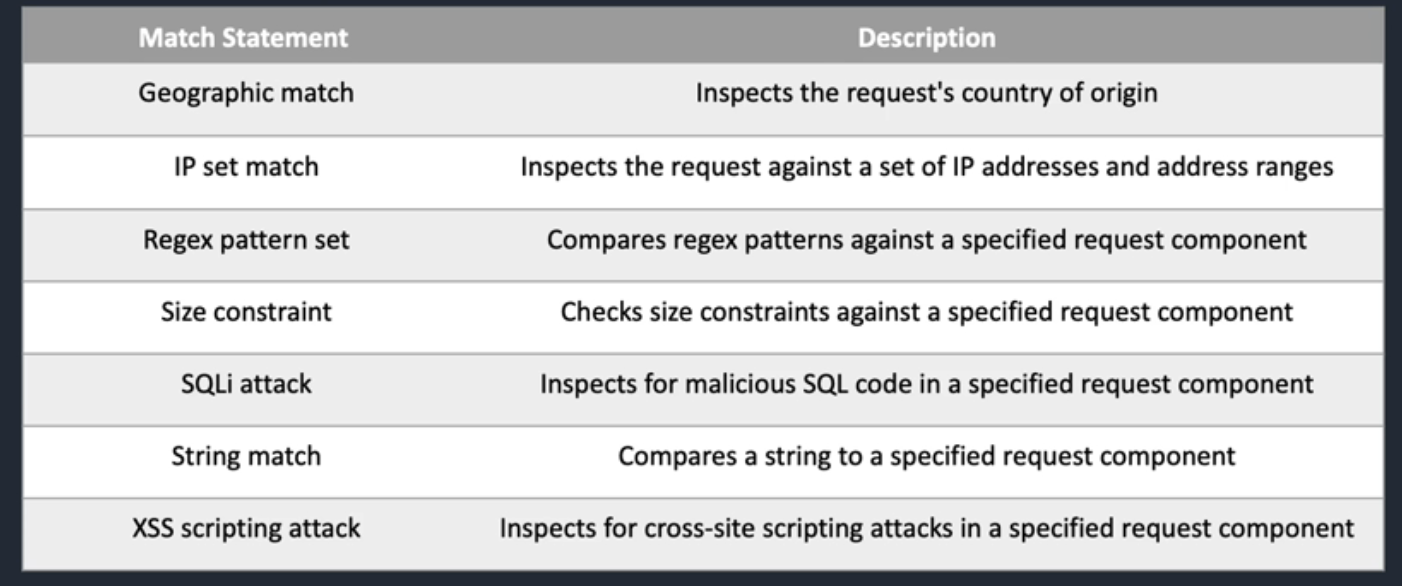 Match Statement Description
Geographic match Inspects the request's country of origin
IP set match Inspects the request against a set of IP addresses and address ranges
Regex pattern set Compares regex patterns against a specified request component
Size constraint Checks size constraints against a specified request component
SQLi attack Inspects for malicious SQL code in a specified request component
String match Compares a string to a specified request component
XSS scripting attack Inspects for cross-site scripting attacks in a specified request component